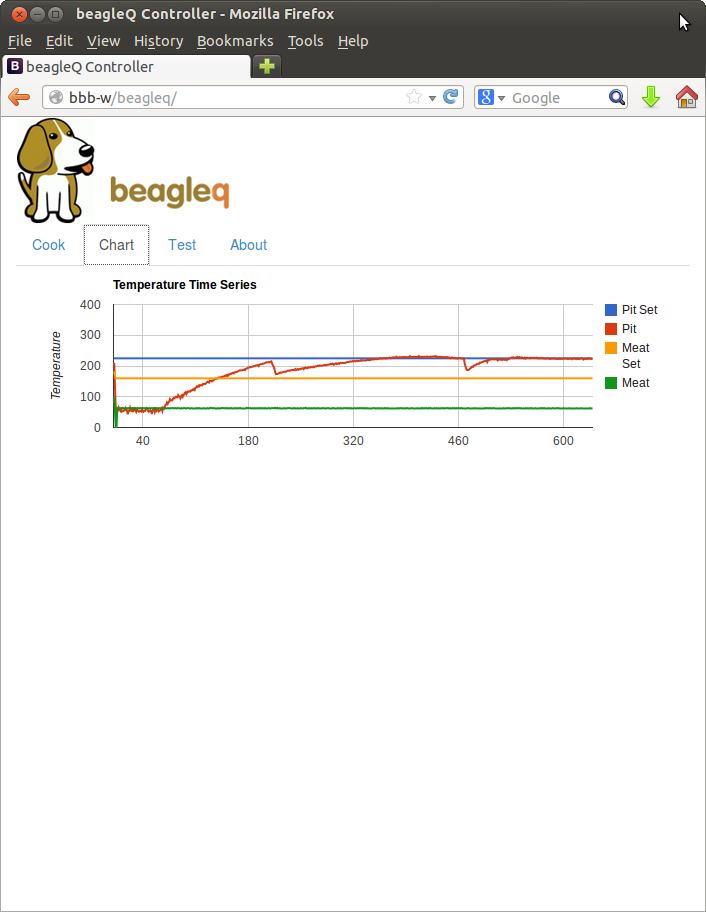 beagleQ Controller - Mozilla Firefox
File Edit View History Bookmarks Tools Help
B beagleQ Controller
bbb-w/beagleq/ 8 Google
beagleq
Cook Chart Test About
Temperature Time Series
Temperature
400
300
200
100
0
40 180 320 460 600
Pit Set
Pit
Meat
Set
Meat